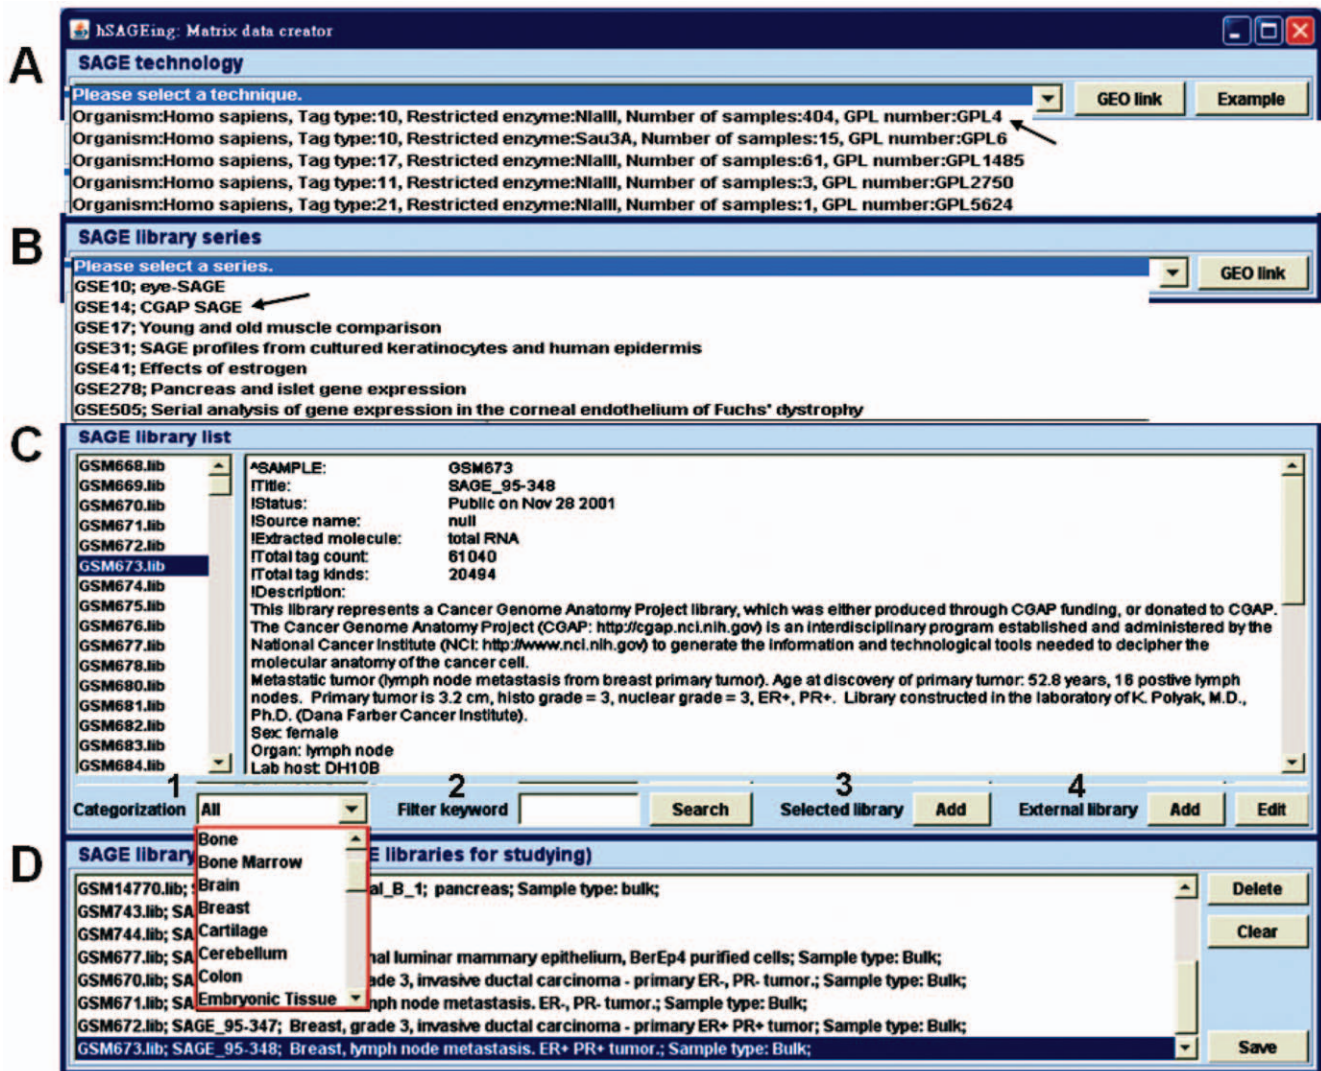 hSAGEing: Matrix data creator
A
SAGE technology
Please select a technique.
GEO link
Example
Organism:Homo sapiens, Tag type:10, Restricted enzyme:NlaIII, Number of samples:404, GPL number:GPL4
Organism:Homo sapiens, Tag type:10, Restricted enzyme:Sau3A, Number of samples:15, GPL number:GPL6
Organism:Homo sapiens, Tag type:17, Restricted enzyme:NlaIII, Number of samples:61, GPL number:GPL1485
Organism:Homo sapiens, Tag type:11, Restricted enzyme:NlaIII, Number of samples:3, GPL number:GPL2750
Organism:Homo sapiens, Tag type:21, Restricted enzyme:NlaIII, Number of samples:1, GPL number:GPL5624
B
SAGE library series
Please select a series.
GEO link
GSE10; eye-SAGE
GSE14; CGAP SAGE
GSE17; Young and old muscle comparison
GSE31; SAGE profiles from cultured keratinocytes and human epidermis
GSE41; Effects of estrogen
GSE278; Pancreas and islet gene expression
GSE505; Serial analysis of gene expression in the corneal endothelium of Fuchs' dystrophy
C
SAGE library list
GSM668.lib
GSM669.lib
GSM670.lib
GSM671.lib
GSM672.lib
GSM673.lib
GSM674.lib
GSM675.lib
GSM676.lib
GSM677.lib
GSM678.lib
GSM680.lib
GSM681.lib
GSM682.lib
GSM683.lib
GSM684.lib
^SAMPLE: GSM673
!Title: SAGE_95-348
!Status: Public on Nov 28 2001
!Source name: null
!Extracted molecule: total RNA
!Total tag count: 61040
!Total tag kinds: 20494
!Description:
This library represents a Cancer Genome Anatomy Project library, which was either produced through CGAP funding, or donated to CGAP.
The Cancer Genome Anatomy Project (CGAP: http://cgap.nci.nih.gov) is an interdisciplinary program established and administered by the
National Cancer Institute (NCI: http://www.nci.nih.gov) to generate the information and technological tools needed to decipher the
molecular anatomy of the cancer cell.
Metastatic tumor (lymph node metastasis from breast primary tumor). Age at discovery of primary tumor: 52.8 years, 16 postive lymph
nodes. Primary tumor is 3.2 cm, histo grade = 3, nuclear grade = 3, ER+, PR+. Library constructed in the laboratory of K. Polyak, M.D.,
Ph.D. (Dana Farber Cancer Institute).
Sex: female
Organ: lymph node
Lab host: DH10B
1 2 3 4
Categorization All Filter keyword Search Selected library Add External library Add Edit
Bone
Bone Marrow
Brain
Breast
Cartilage
Cerebellum
Colon
Embryonic Tissue
D
SAGE library E libraries for studying)
GSM14770.lib; S al_B_1; pancreas; Sample type: bulk;
GSM743.lib; SA
GSM744.lib; SA
GSM677.lib; SA nal luminar mammary epithelium, BerEp4 purified cells; Sample type: Bulk;
GSM670.lib; SA ade 3, invasive ductal carcinoma - primary ER-, PR- tumor.; Sample type: Bulk;
GSM671.lib; SA mph node metastasis. ER-, PR- tumor.; Sample type: Bulk;
GSM672.lib; SAGE_95-347; Breast, grade 3, invasive ductal carcinoma - primary ER+ PR+ tumor; Sample type: Bulk;
GSM673.lib; SAGE_95-348; Breast, lymph node metastasis. ER+ PR+ tumor.; Sample type: Bulk;
Delete
Clear
Save